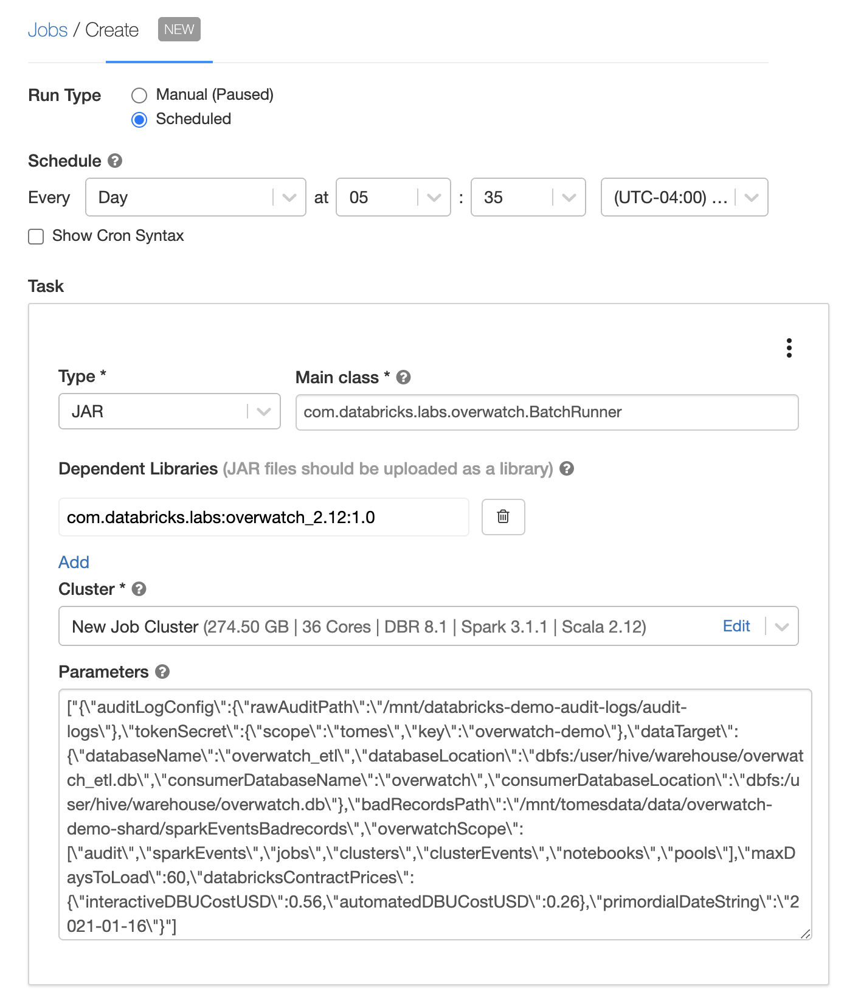 Jobs / Create NEW
Run Type Manual (Paused)
Scheduled
Schedule ?
Every Day at 05 : 35 (UTC-04:00) ...
Show Cron Syntax
Task
Type * Main class * ?
JAR com.databricks.labs.overwatch.BatchRunner
Dependent Libraries (JAR files should be uploaded as a library) ?
com.databricks.labs:overwatch_2.12:1.0
Add
Cluster * ?
New Job Cluster (274.50 GB | 36 Cores | DBR 8.1 | Spark 3.1.1 | Scala 2.12) Edit
Parameters ?
["{\"auditLogConfig\":{\"rawAuditPath\":\"/mnt/databricks-demo-audit-logs/audit-
logs\"},\"tokenSecret\":{\"scope\":\"tomes\",\"key\":\"overwatch-demo\"},\"dataTarget\":
{\"databaseName\":\"overwatch_etl\",\"databaseLocation\":\"dbfs:/user/hive/warehouse/overwat
ch_etl.db\",\"consumerDatabaseName\":\"overwatch\",\"consumerDatabaseLocation\":\"dbfs:/u
ser/hive/warehouse/overwatch.db\"},\"badRecordsPath\":\"/mnt/tomesdata/data/overwatch-
demo-shard/sparkEventsBadrecords\",\"overwatchScope\":
[\"audit\",\"sparkEvents\",\"jobs\",\"clusters\",\"clusterEvents\",\"notebooks\",\"pools\"],\"maxD
aysToLoad\":60,\"databricksContractPrices\":
{\"interactiveDBUCostUSD\":0.56,\"automatedDBUCostUSD\":0.26},\"primordialDateString\":\"2
021-01-16\"}"]